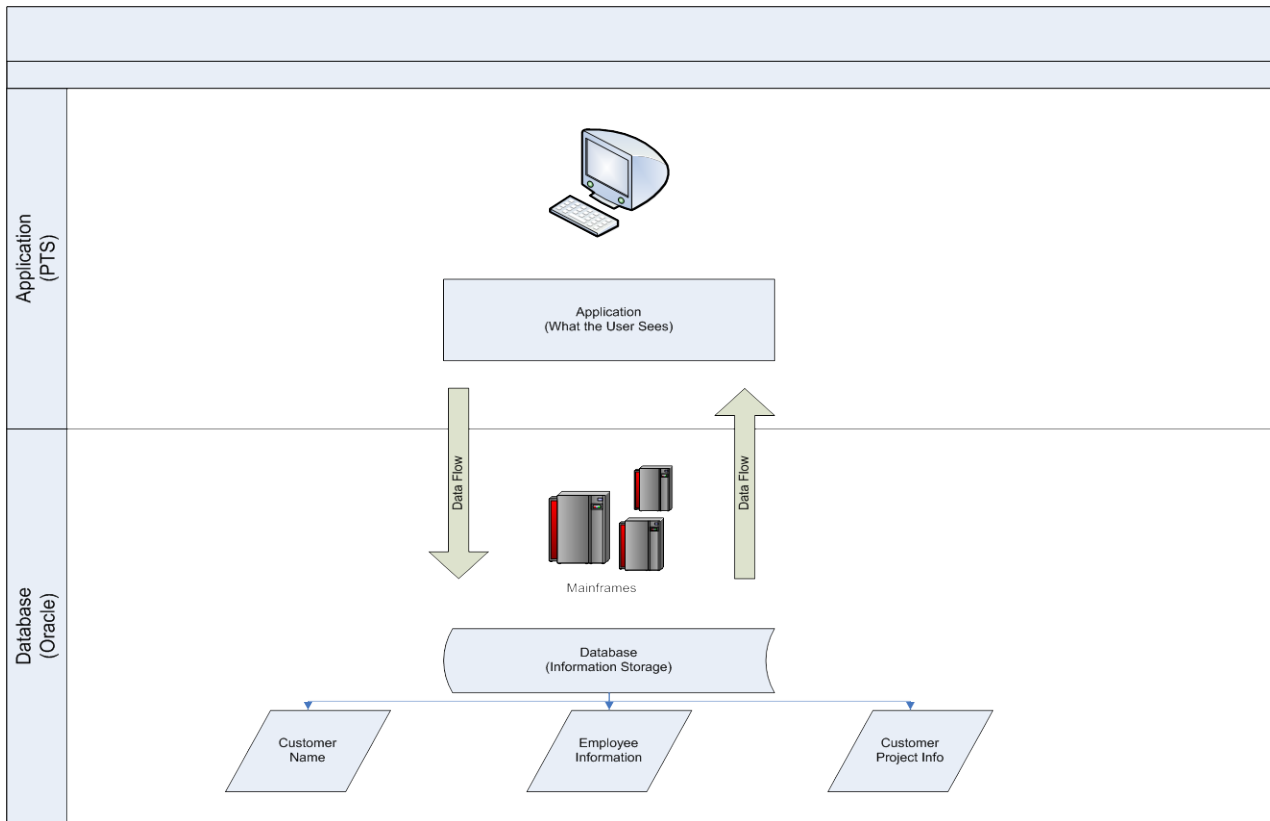 Application
(PTS)
Application
(What the User Sees)
Data Flow
Data Flow
Mainframes
Database
(Oracle)
Database
(Information Storage)
Customer
Name
Employee
Information
Customer
Project Info